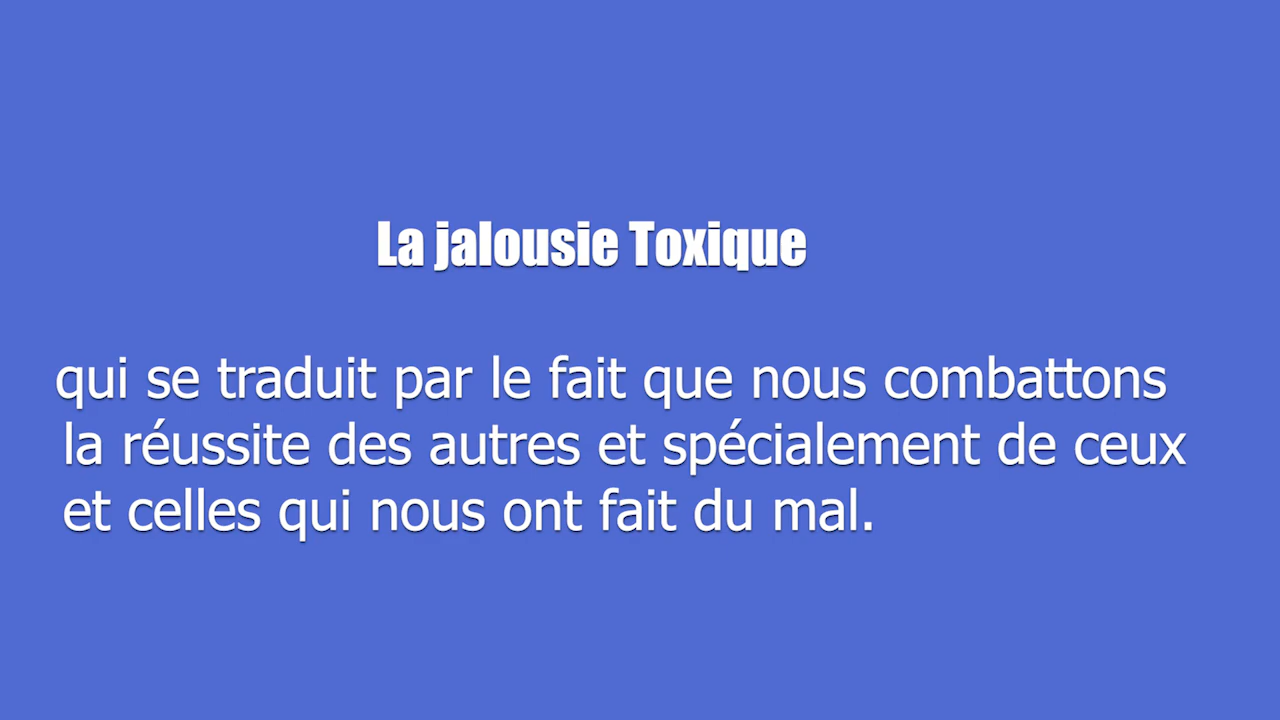 La jalousie Toxique
qui se traduit par le fait que nous combattons
la réussite des autres et spécialement de ceux
et celles qui nous ont fait du mal.